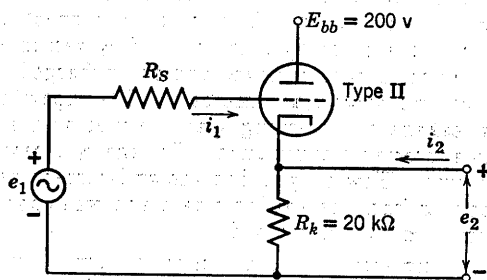 E_bb = 200 v
R_S
Type II
i_1
i_2
+
+
e_1
−
R_k = 20 kΩ
e_2
−